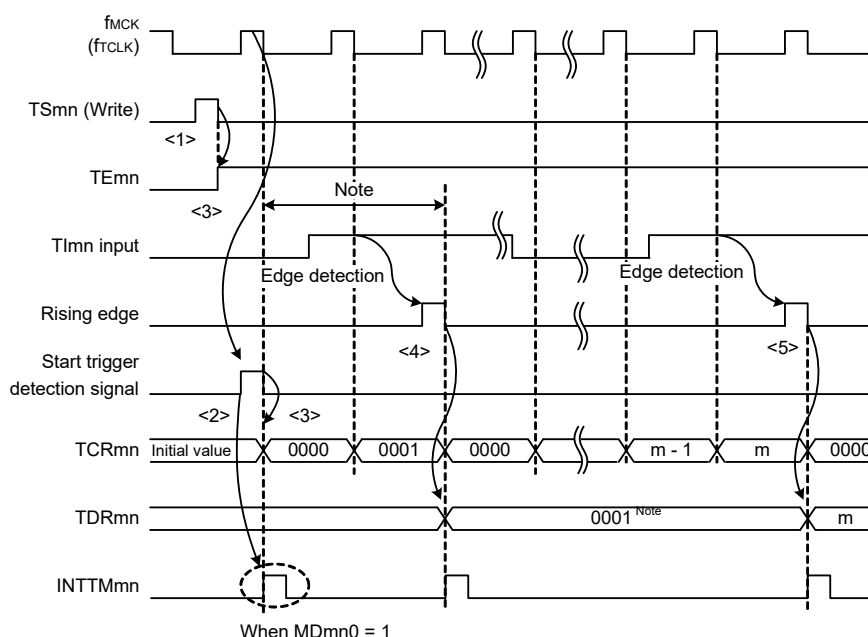 fMCK
(fTCLK)
TSmn (Write)
<1>
TEmn
<3>
Note
TImn input
Edge detection
Edge detection
Rising edge
<4>
<5>
Start trigger
detection signal
<2>
<3>
TCRmn
Initial value
0000
0001
0000
m - 1
m
0000
TDRmn
0001 Note
m
INTTMmn
When MDmn0 = 1